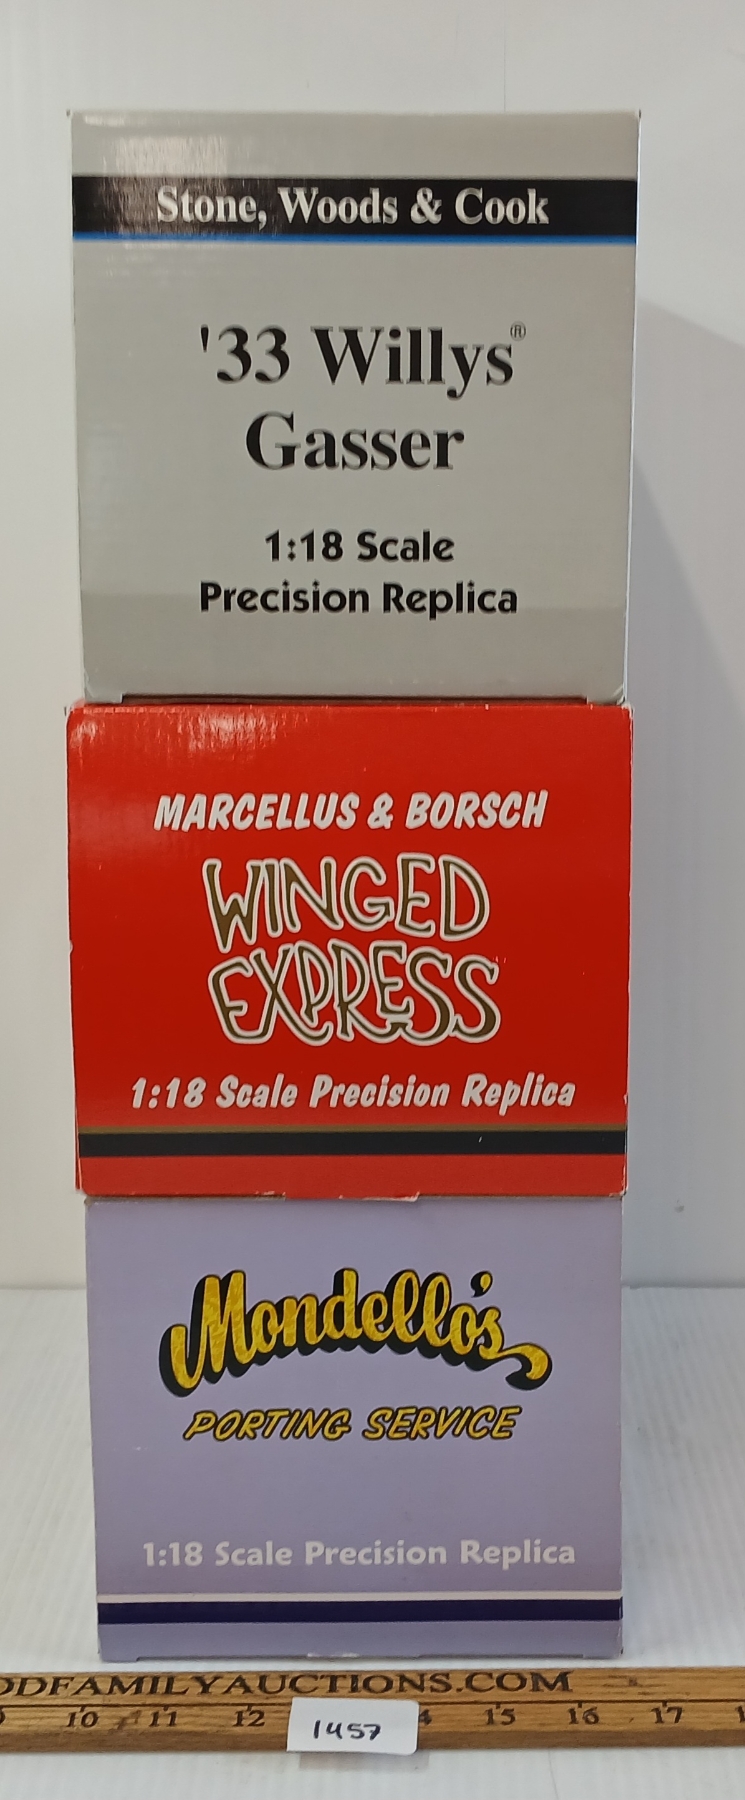 Stone, Woods & Cook
'33 Willys®
Gasser
1:18 Scale
Precision Replica
MARCELLUS & BORSCH
WINGED
EXPRESS
1:18 Scale Precision Replica
Mondello's
PORTING SERVICE
1:18 Scale Precision Replica
ODFAMILYAUCTIONS.COM
10 11 12 15 16 17
1457